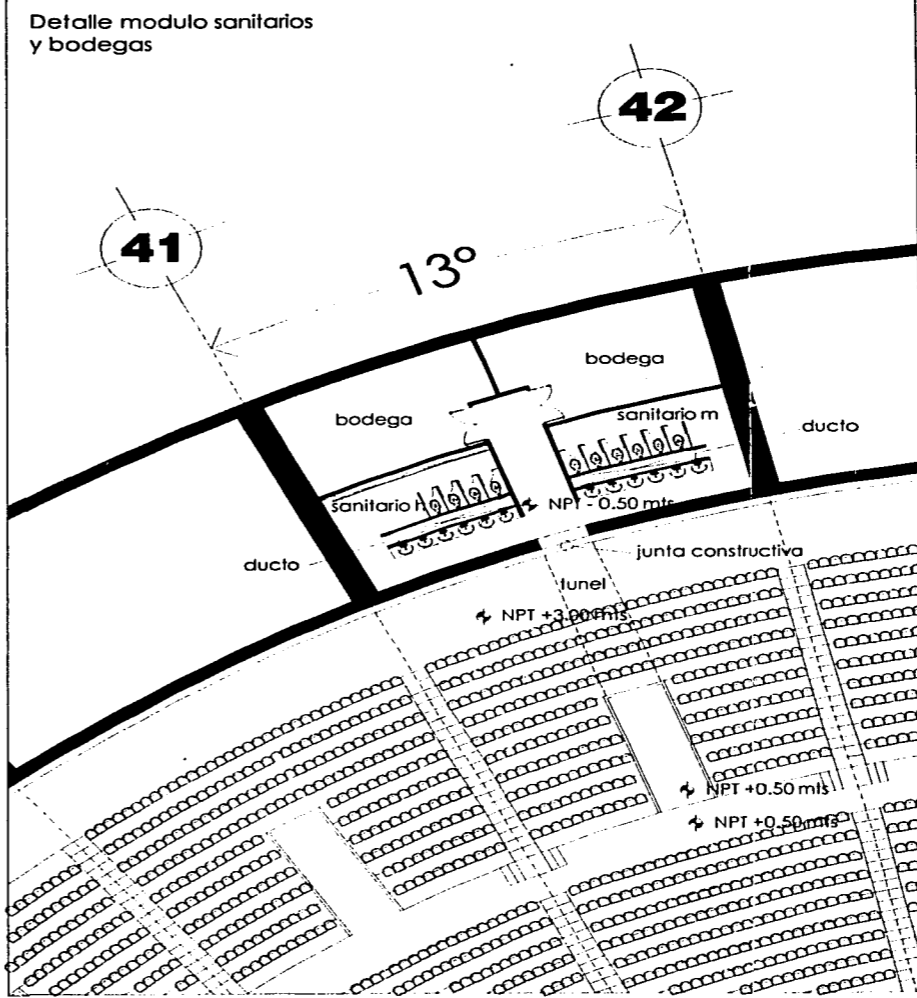 Detalle modulo sanitarios
y bodegas
42
41
13°
bodega
bodega
sanitario m
ducto
sanitario h
NPT - 0.50 mts
junta constructiva
ducto
tunel
NPT +3.00 mts
NPT +0.50 mts
NPT +0.50 mts